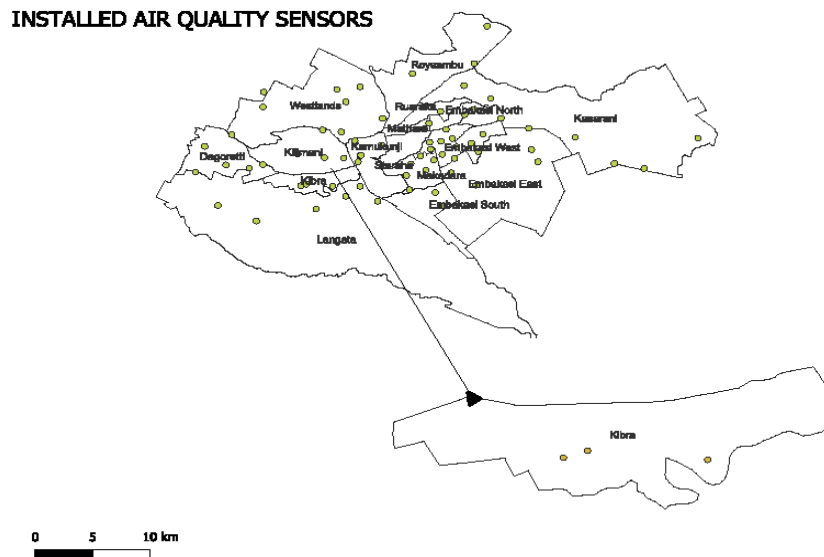 INSTALLED AIR QUALITY SENSORS
Roysambu
Westlands
Ruaraka
Embakasi North
Kasarani
Mathare
Dagoretti
Kilimani
Kamukunji
Embakasi West
Starehe
Kibra
Makadara
Embakasi East
Embakasi South
Langata
Kibra
0 5 10 km